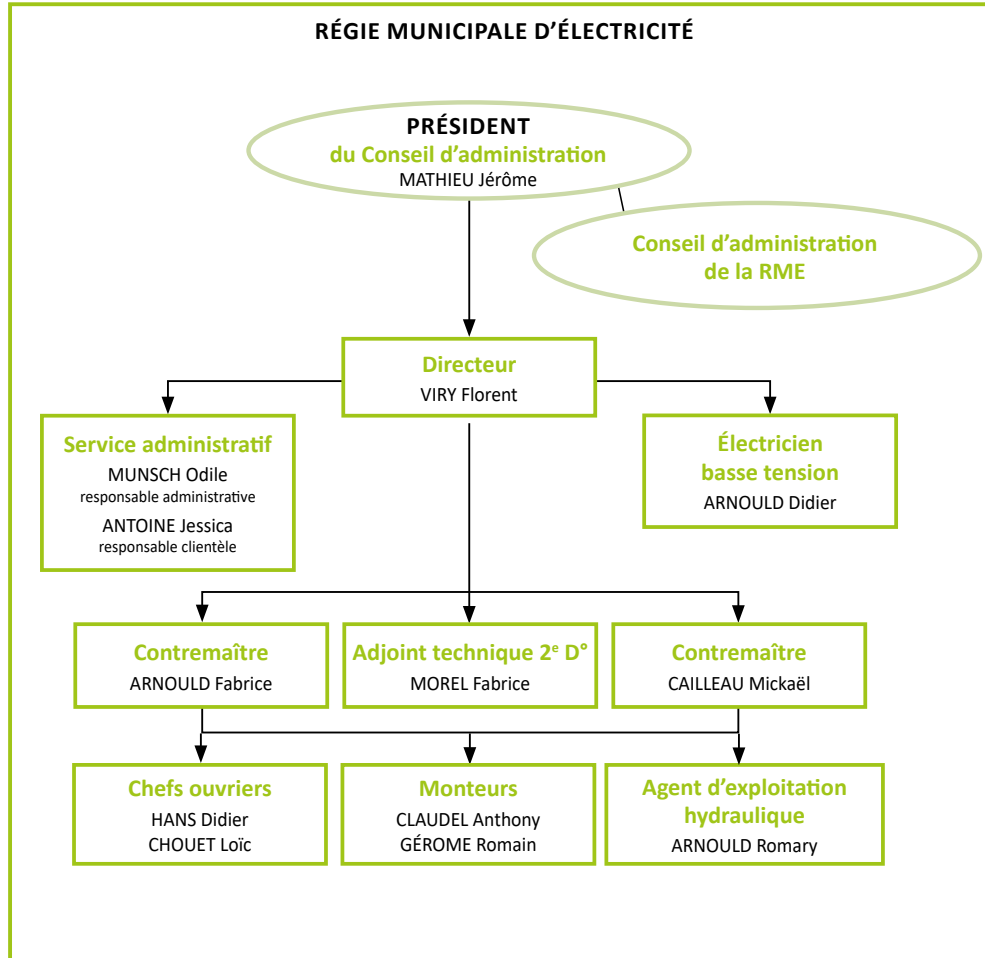 RÉGIE MUNICIPALE D'ÉLECTRICITÉ
PRÉSIDENT
du Conseil d'administration
MATHIEU Jérôme
Conseil d'administration
de la RME
Directeur
VIRY Florent
Service administratif
MUNSCH Odile
responsable administrative
ANTOINE Jessica
responsable clientèle
Électricien
basse tension
ARNOULD Didier
Contremaître
ARNOULD Fabrice
Adjoint technique 2e D°
MOREL Fabrice
Contremaître
CAILLEAU Mickaël
Chefs ouvriers
HANS Didier
CHOUET Loïc
Monteurs
CLAUDEL Anthony
GÉROME Romain
Agent d'exploitation
hydraulique
ARNOULD Romary